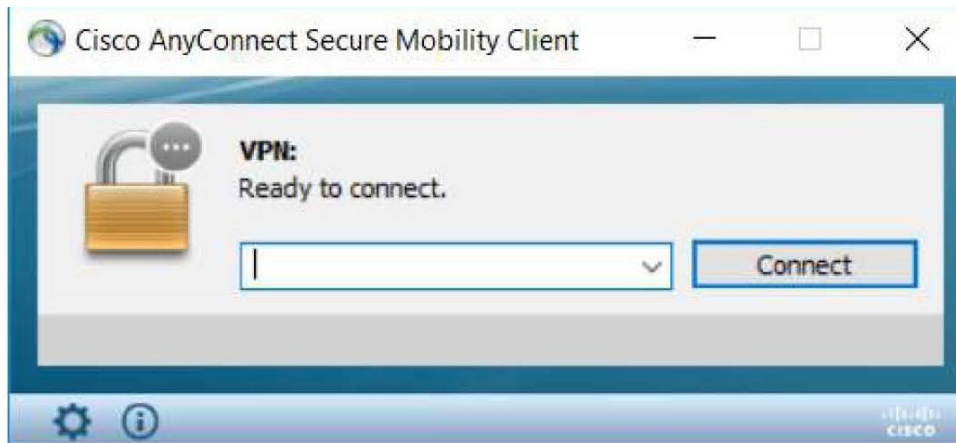 Cisco AnyConnect Secure Mobility Client
VPN:
Ready to connect.
Connect
CISCO